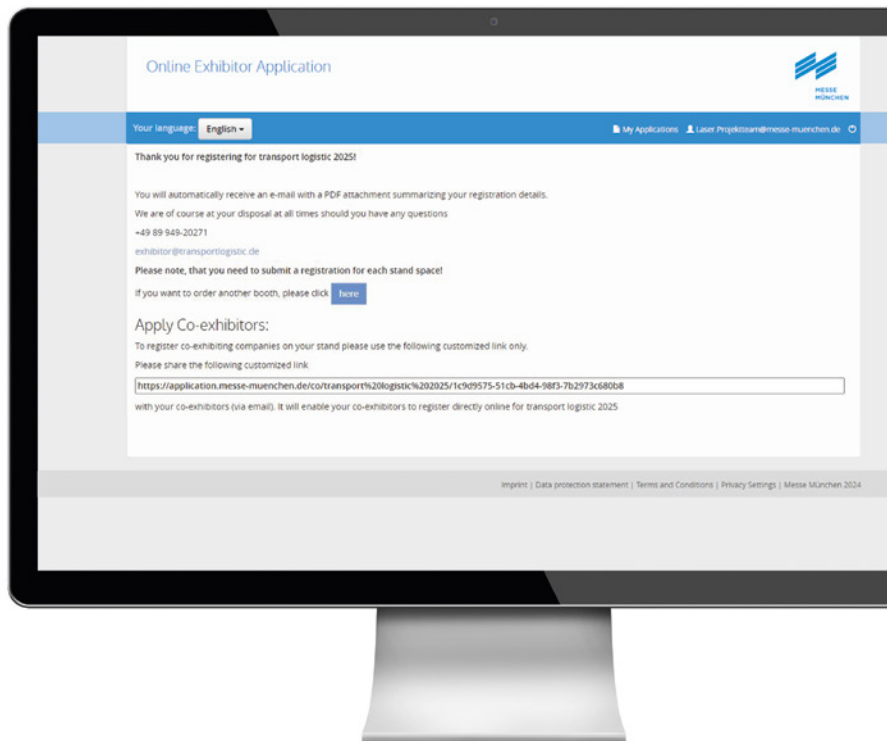 Online Exhibitor Application
MESSE
MÜNCHEN
Your language: English
My Applications Laser.Projektteam@messe-muenchen.de
Thank you for registering for transport logistic 2025!
You will automatically receive an e-mail with a PDF attachment summarizing your registration details.
We are of course at your disposal at all times should you have any questions
+49 89 949-20271
exhibitor@transportlogistic.de
Please note, that you need to submit a registration for each stand space!
If you want to order another booth, please click here
Apply Co-exhibitors:
To register co-exhibiting companies on your stand please use the following customized link only.
Please share the following customized link
https://application.messe-muenchen.de/co/transport%20logistic%202025/1c9d9575-51cb-4bd4-98f3-7b2973c680b8
with your co-exhibitors (via email). It will enable your co-exhibitors to register directly online for transport logistic 2025
Imprint | Data protection statement | Terms and Conditions | Privacy Settings | Messe München 2024